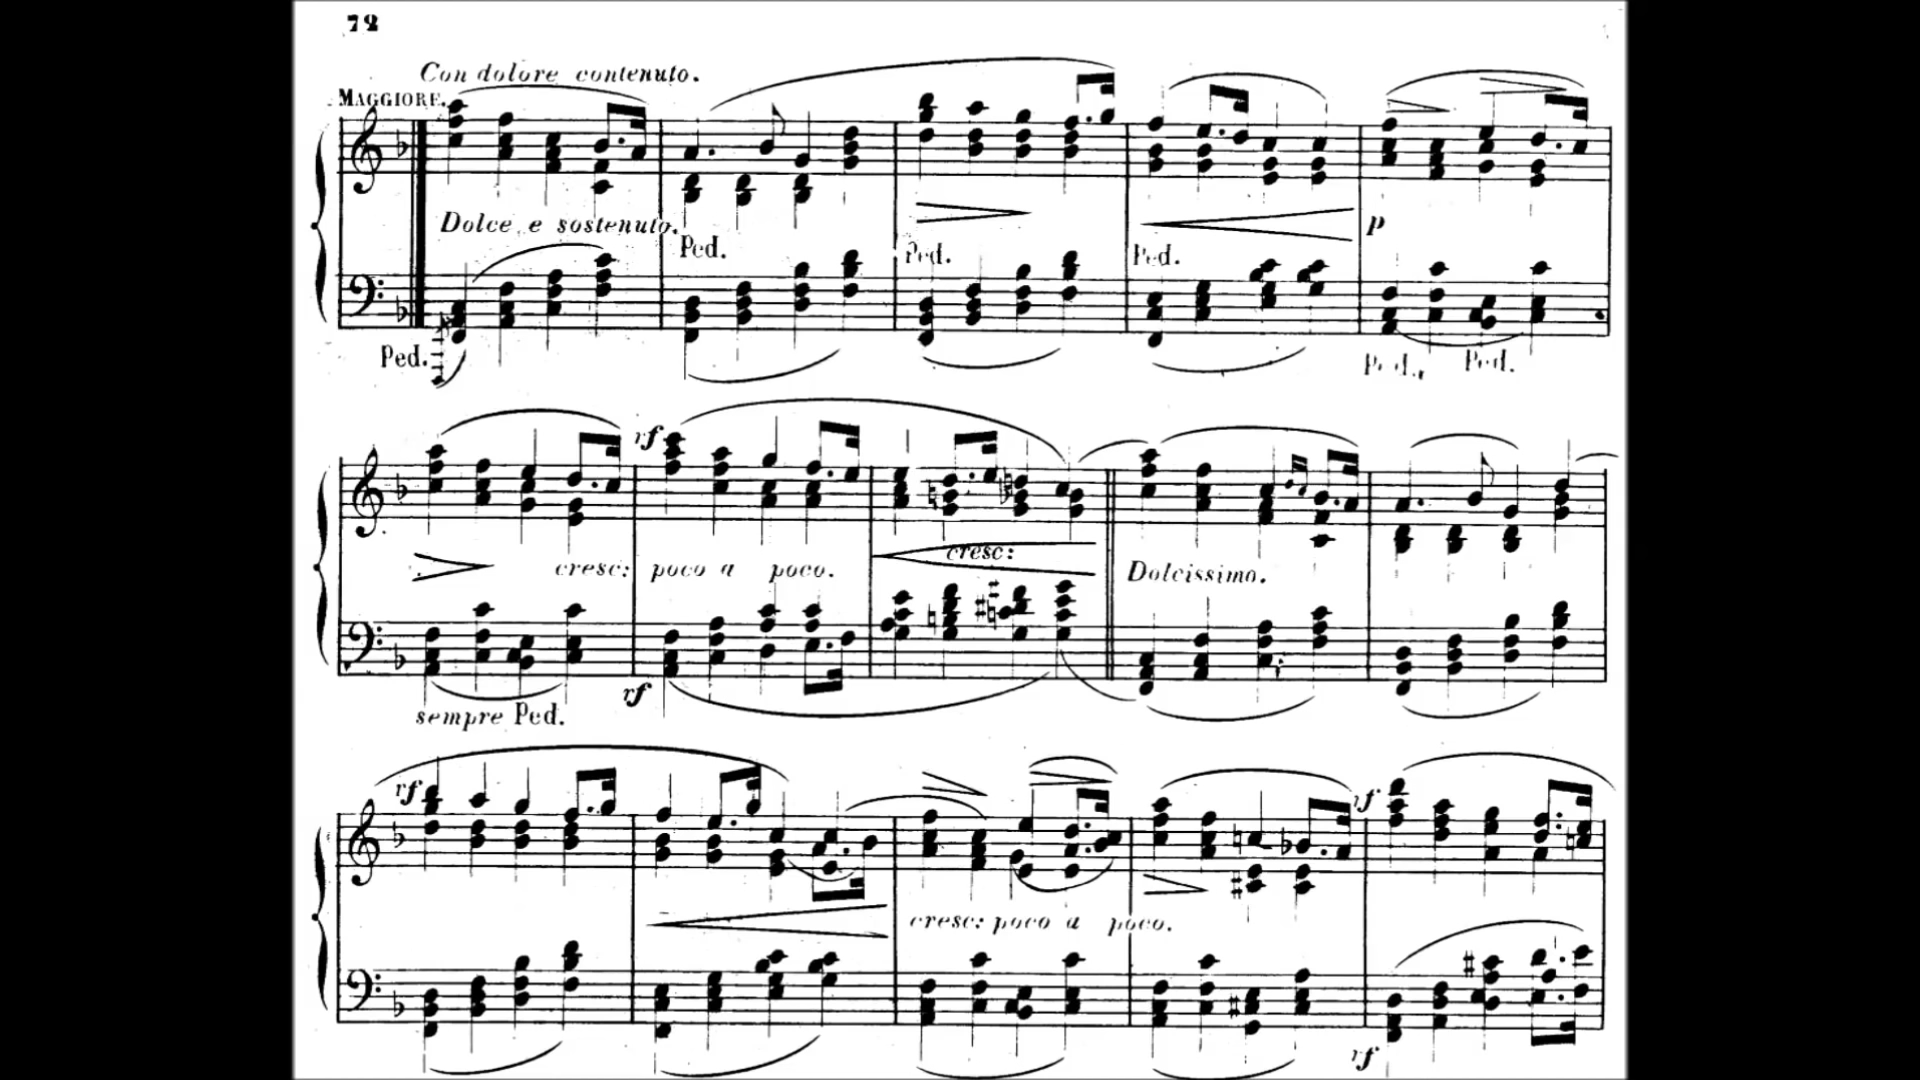 72
Con dolore contenuto.
MAGGIORE.
Dolce e sostenuto.
Ped. Ped. Ped.
p
Ped. Ped. Ped.
rf
cresc: poco a poco. cresc: Dolcissimo.
rf
sempre Ped.
rf
rf
cresc: poco a poco.
rf